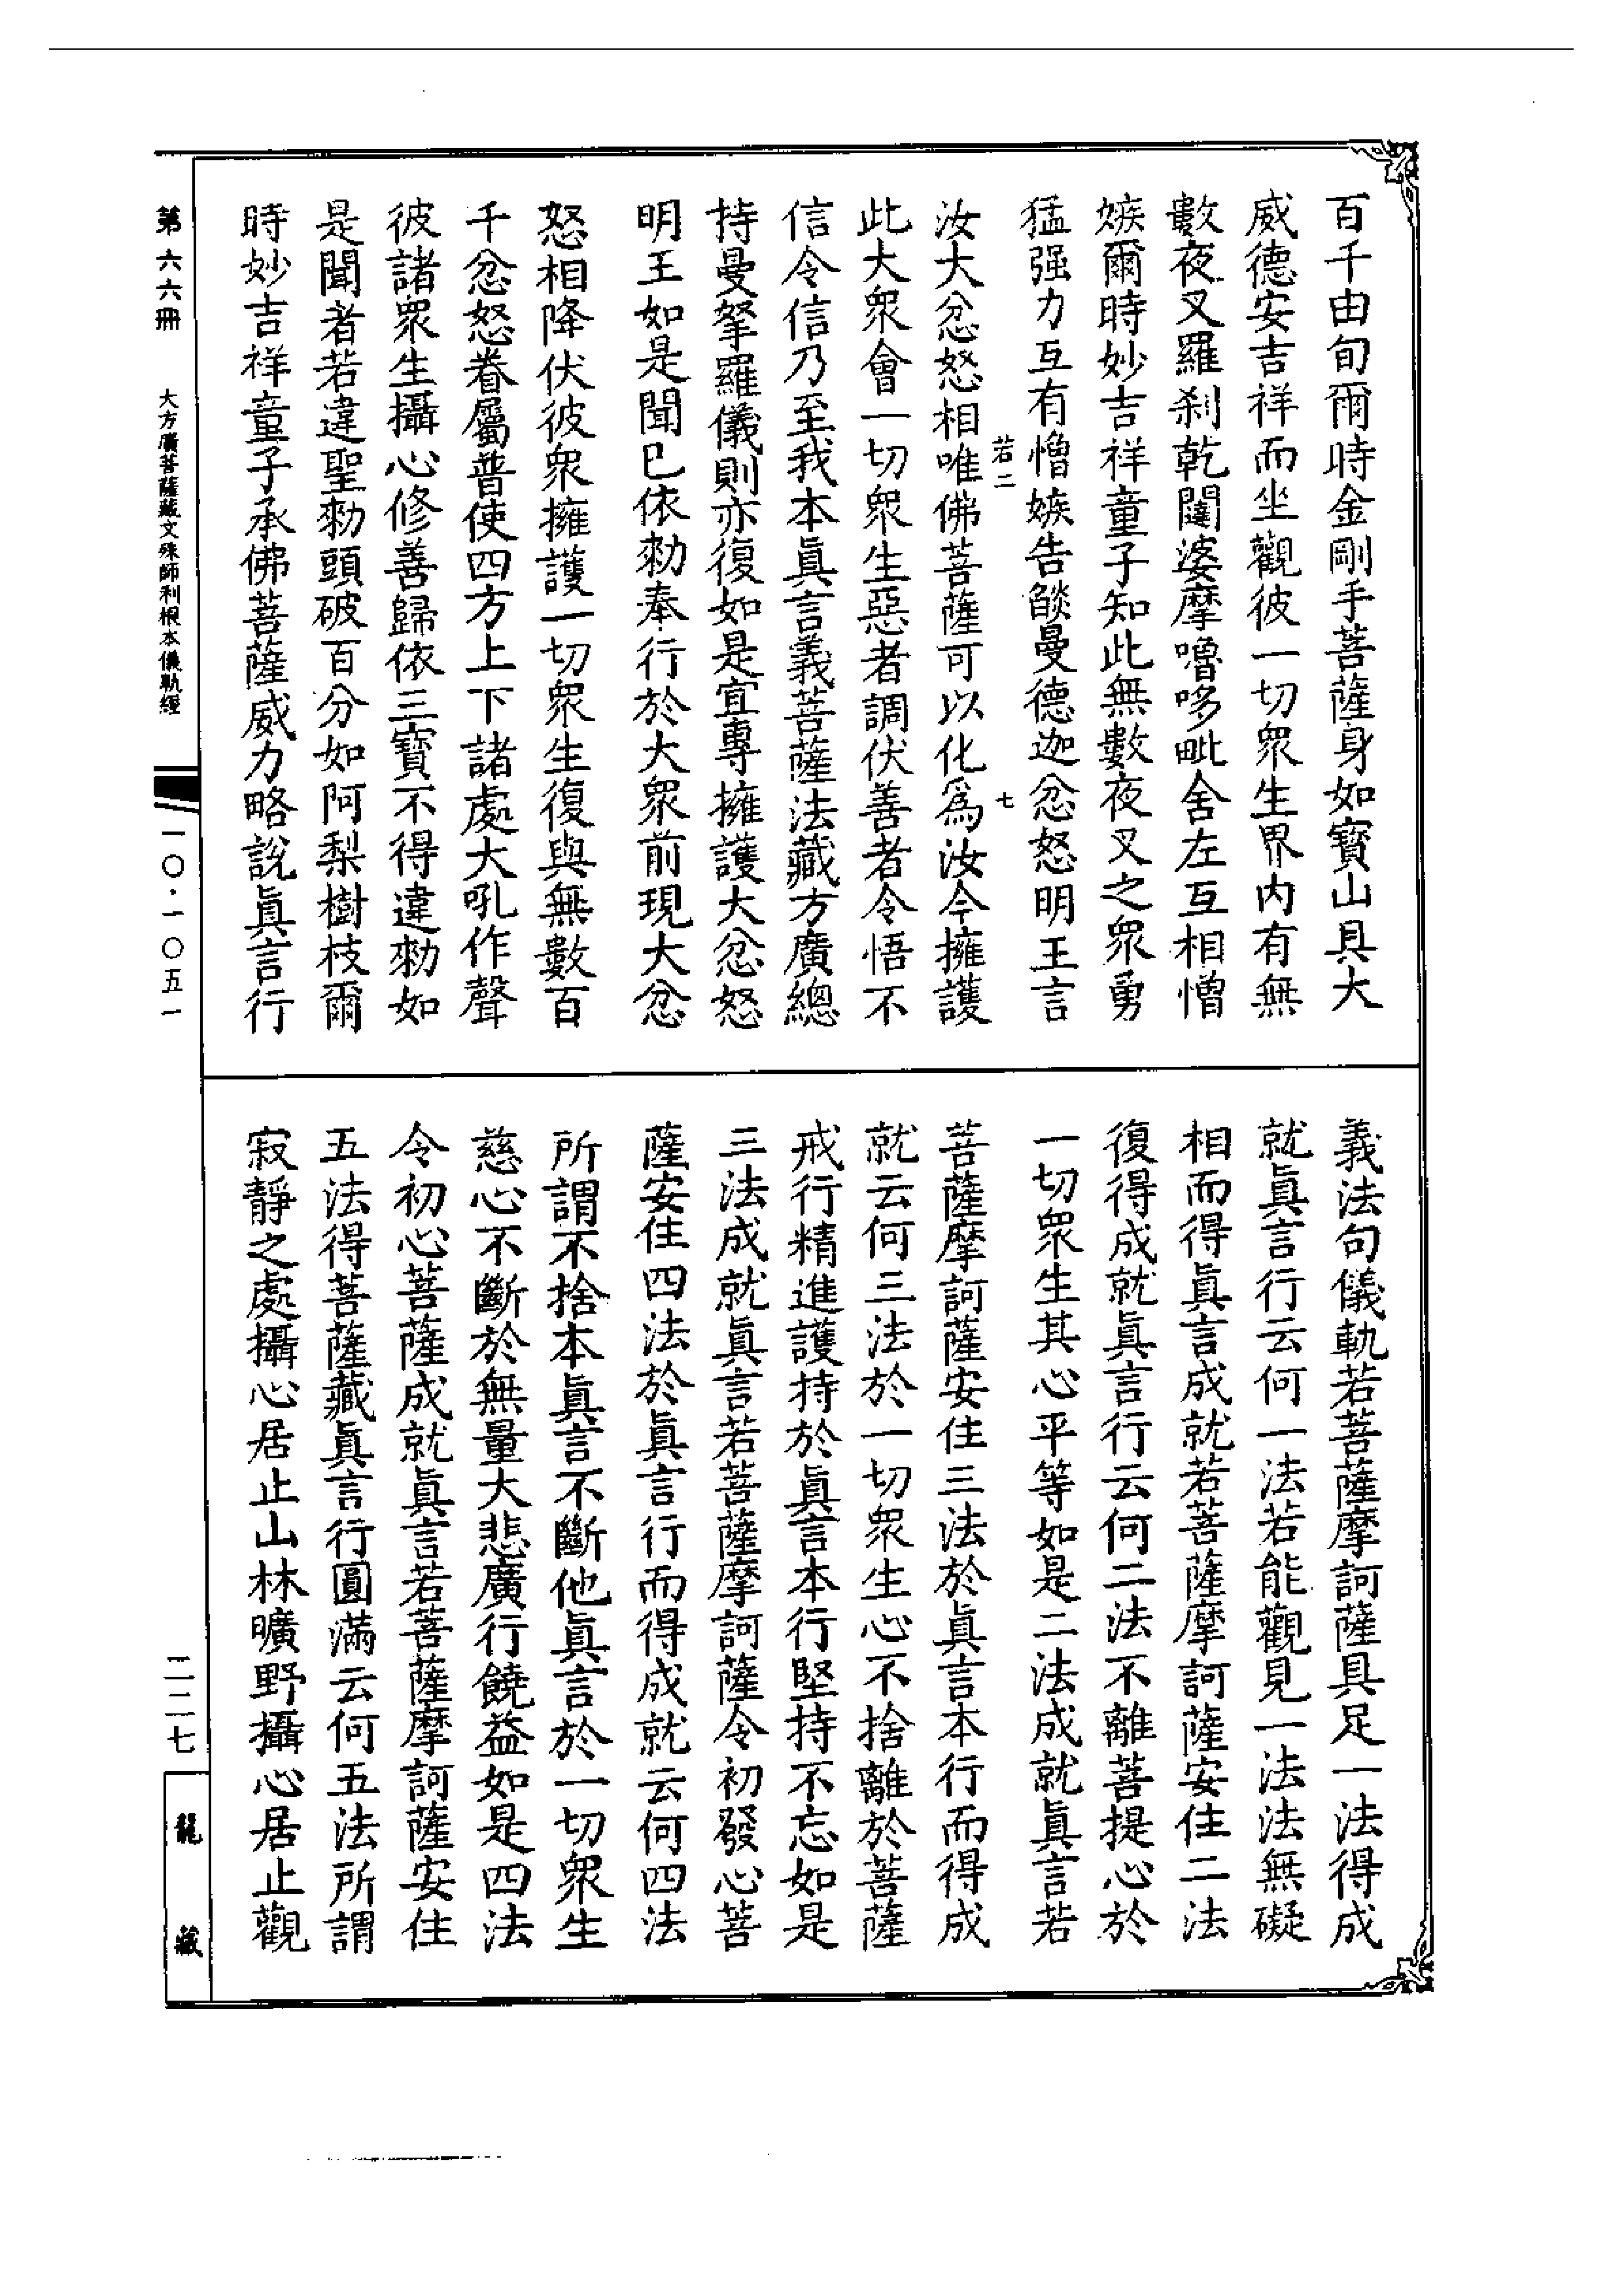 百千由旬爾時金剛手菩薩身如寶山具大
威德安吉祥而坐觀彼一切眾生界内有無
數夜叉羅刹乾闥婆摩嚕哆毗舍左互相憎
嫉爾時妙吉祥童子知此無數夜叉之眾勇
猛强力互有憎嫉告燄曼德迦忿怒明王言
若二
七
汝大忿怒相唯佛菩薩可以化爲汝今擁護
此大眾會一切眾生惡者調伏善者令悟不
信令信乃至我本眞言義菩薩法藏方廣總
持曼拏羅儀則亦復如是宜專擁護大忿怒
明王如是聞已依勑奉行於大眾前現大忿
怒相降伏彼眾擁護一切眾生復與無數百
千忿怒眷屬普使四方上下諸處大吼作聲
彼諸眾生攝心修善歸依三寶不得違勑如
是聞者若違聖勑頭破百分如阿梨樹枝爾
時妙吉祥童子承佛菩薩威力略說眞言行
義法句儀軌若菩薩摩訶薩具足一法得成
就眞言行云何一法若能觀見一法法無礙
相而得眞言成就若菩薩摩訶薩安住二法
復得成就眞言行云何二法不離菩提心於
一切眾生其心平等如是二法成就眞言若
菩薩摩訶薩安住三法於眞言本行而得成
就云何三法於一切眾生心不捨離於菩薩
戒行精進護持於眞言本行堅持不忘如是
三法成就眞言若菩薩摩訶薩令初發心菩
薩安住四法於眞言行而得成就云何四法
所謂不捨本眞言不斷他眞言於一切眾生
慈心不斷於無量大悲廣行饒益如是四法
令初心菩薩成就眞言若菩薩摩訶薩安住
五法得菩薩藏眞言行圓滿云何五法所謂
寂靜之處攝心居止山林曠野攝心居止觀
第六六冊
大方廣菩薩藏文殊師利根本儀軌經
一〇·一〇五一
二二七
龍藏